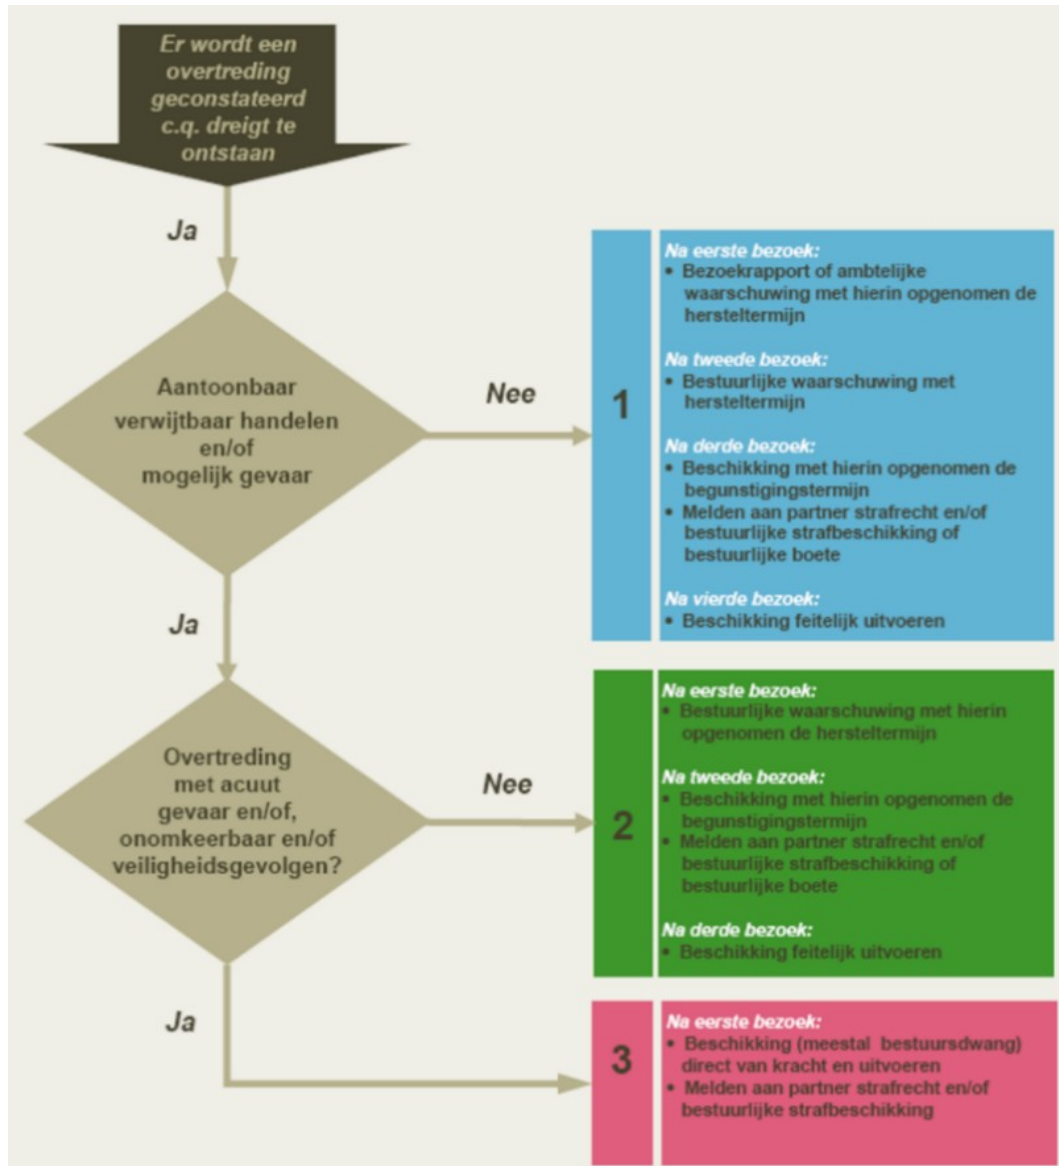 Er wordt een
overtreding
geconstateerd
c.q. dreigt te
ontstaan
Ja
Aantoonbaar
verwijtbaar handelen
en/of
mogelijk gevaar
Nee
1
Na eerste bezoek:
• Bezoekrapport of ambtelijke
waarschuwing met hierin opgenomen de
hersteltermijn
Na tweede bezoek:
• Bestuurlijke waarschuwing met
hersteltermijn
Na derde bezoek:
• Beschikking met hierin opgenomen de
begunstigingstermijn
• Melden aan partner strafrecht en/of
bestuurlijke strafbeschikking of
bestuurlijke boete
Na vierde bezoek:
• Beschikking feitelijk uitvoeren
Ja
Overtreding
met acuut
gevaar en/of,
onomkeerbaar en/of
veiligheidsgevolgen?
Nee
2
Na eerste bezoek:
• Bestuurlijke waarschuwing met hierin
opgenomen de hersteltermijn
Na tweede bezoek:
• Beschikking met hierin opgenomen de
begunstigingstermijn
• Melden aan partner strafrecht en/of
bestuurlijke strafbeschikking of
bestuurlijke boete
Na derde bezoek:
• Beschikking feitelijk uitvoeren
Ja
3
Na eerste bezoek:
• Beschikking (meestal bestuursdwang)
direct van kracht en uitvoeren
• Melden aan partner strafrecht en/of
bestuurlijke strafbeschikking